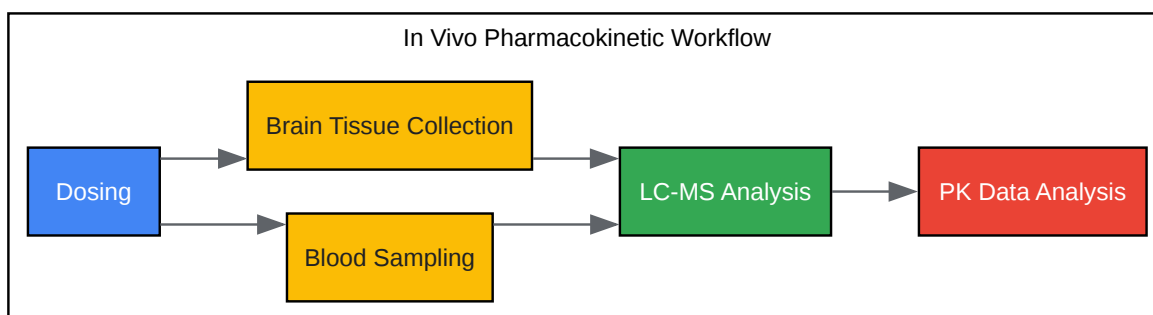 In Vivo Pharmacokinetic Workflow
Brain Tissue Collection
Dosing
LC-MS Analysis
PK Data Analysis
Blood Sampling